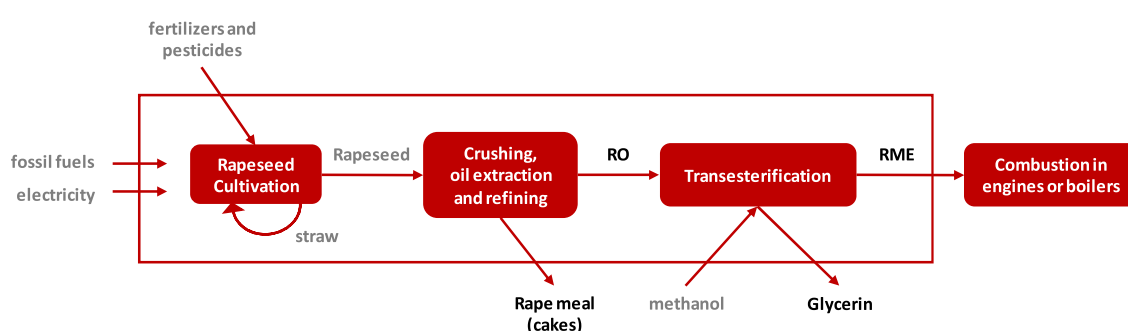 fertilizers and
pesticides
fossil fuels
electricity
Rapeseed
Cultivation
straw
Rapeseed
Crushing,
oil extraction
and refining
RO
Transesterification
RME
Combustion in
engines or boilers
Rape meal
(cakes)
methanol
Glycerin